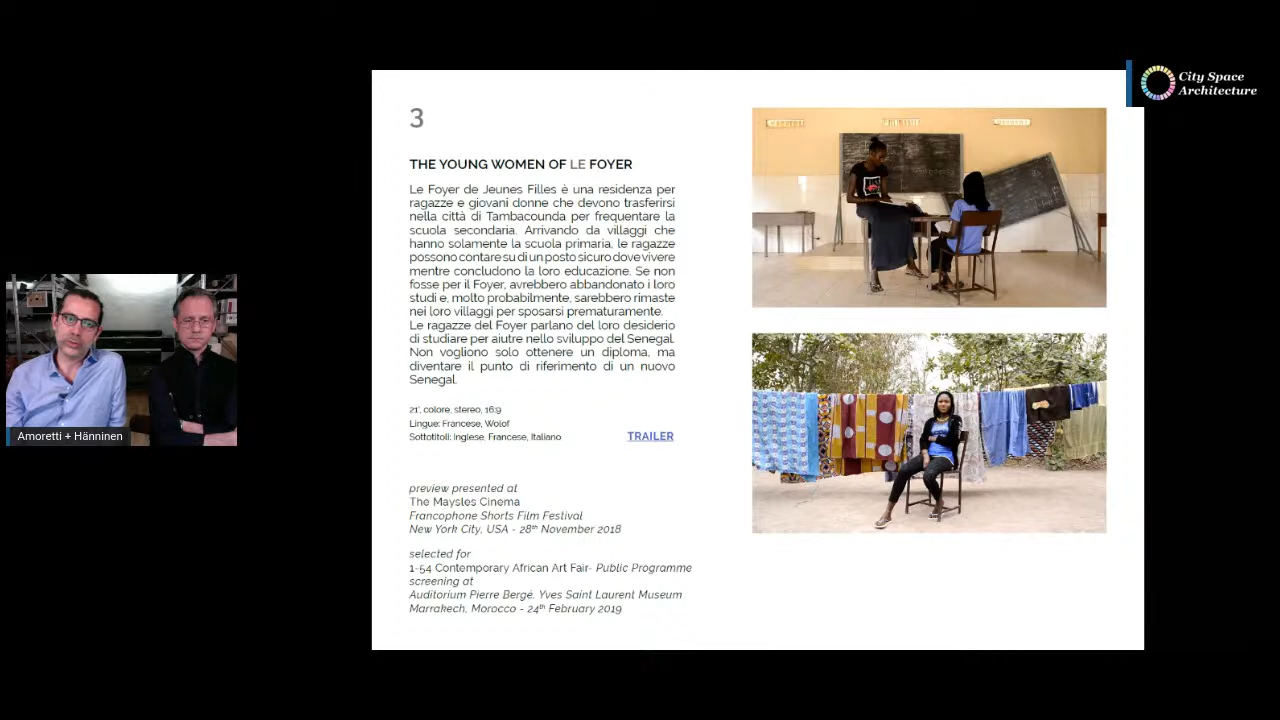 City Space
Architecture
3
THE YOUNG WOMEN OF LE FOYER
Le Foyer de Jeunes Filles è una residenza per
ragazze e giovani donne che devono trasferirsi
nella città di Tambacounda per frequentare la
scuola secondaria. Arrivando da villaggi che
hanno solamente la scuola primaria, le ragazze
possono contare su di un posto sicuro dove vivere
mentre concludono la loro educazione. Se non
fosse per il Foyer, avrebbero abbandonato i loro
studi e, molto probabilmente, sarebbero rimaste
nei loro villaggi per sposarsi prematuramente.
Le ragazze del Foyer parlano del loro desiderio
di studiare per aiutre nello sviluppo del Senegal.
Non vogliono solo ottenere un diploma, ma
diventare il punto di riferimento di un nuovo
Senegal.
21', colore, stereo, 16:9
Lingue: Francese, Wolof
Sottotitoli: Inglese, Francese, Italiano
TRAILER
preview presented at
The Maysles Cinema
Francophone Shorts Film Festival
New York City, USA - 28th November 2018
selected for
1-54 Contemporary African Art Fair- Public Programme
screening at
Auditorium Pierre Bergé, Yves Saint Laurent Museum
Marrakech, Morocco - 24th February 2019
Amoretti + Hänninen